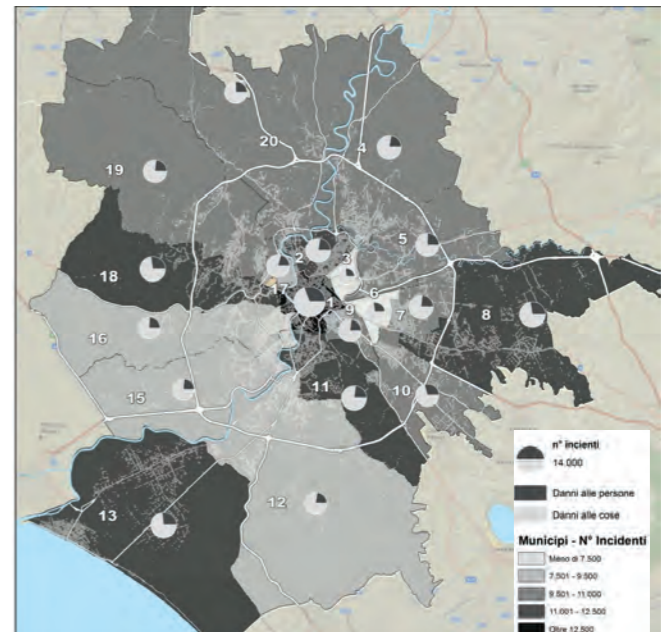 20
4
19
5
2
3
18
17
1
6
8
16
9
7
15
11
10
13
12
n° incienti
14.000
Danni alle persone
Danni alle cose
Municipi - N° Incidenti
Meno di 7.500
7.501 - 9.500
9.501 - 11.000
11.001 - 12.500
Oltre 12.500